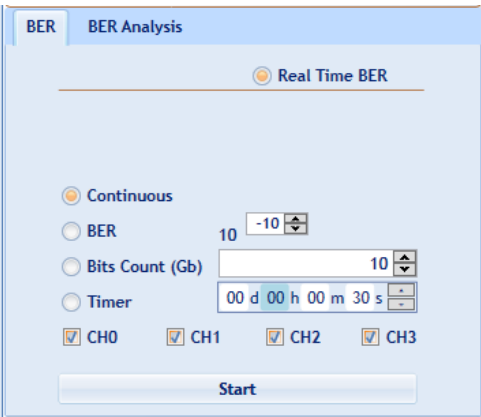 BER BER Analysis
Real Time BER
Continuous
BER 10 -10
Bits Count (Gb) 10
Timer 00 d 00 h 00 m 30 s
CH0 CH1 CH2 CH3
Start